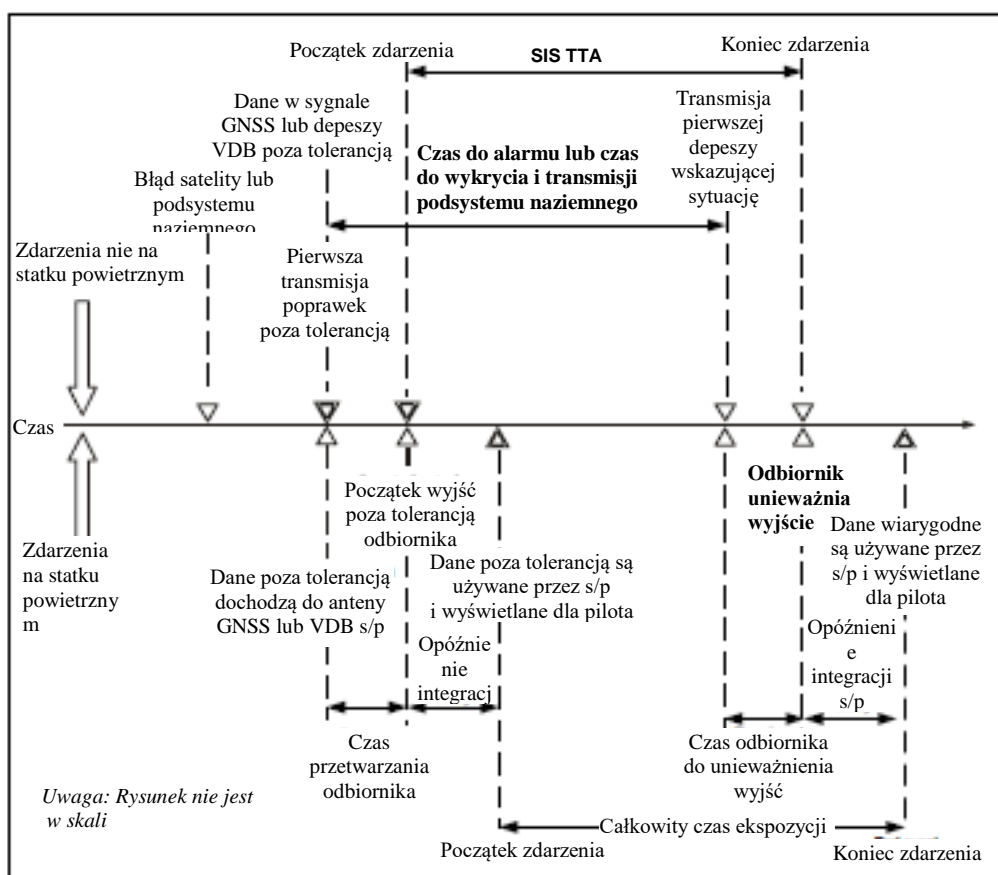 Początek zdarzenia
SIS TTA
Koniec zdarzenia
Dane w sygnale
GNSS lub depeszy
VDB poza tolerancją
Czas do alarmu lub czas
do wykrycia i transmisji
podsystemu naziemnego
Transmisja
pierwszej
depeszy
wskazującej
sytuację
Błąd satelity lub
podsystemu
naziemnego
Zdarzenia nie na
statku powietrznym
Pierwsza
transmisja
poprawek
poza tolerancją
Czas
Zdarzenia
na statku
powietrzny
m
Początek wyjść
poza tolerancją
odbiornika
Dane poza tolerancją
dochodzą do anteny
GNSS lub VDB s/p
Dane poza tolerancją są
używane przez s/p
i wyświetlane dla pilota
Opóźnie
nie
integracj
Odbiornik
unieważnia
wyjście
Dane wiarygodne
są używane przez
s/p i wyświetlane
dla pilota
Opóźnieni
e
integracji
s/p
Czas
przetwarzania
odbiornika
Czas odbiornika
do unieważnienia
wyjść
Uwaga: Rysunek nie jest
w skali
Całkowity czas ekspozycji
Początek zdarzenia
Koniec zdarzenia